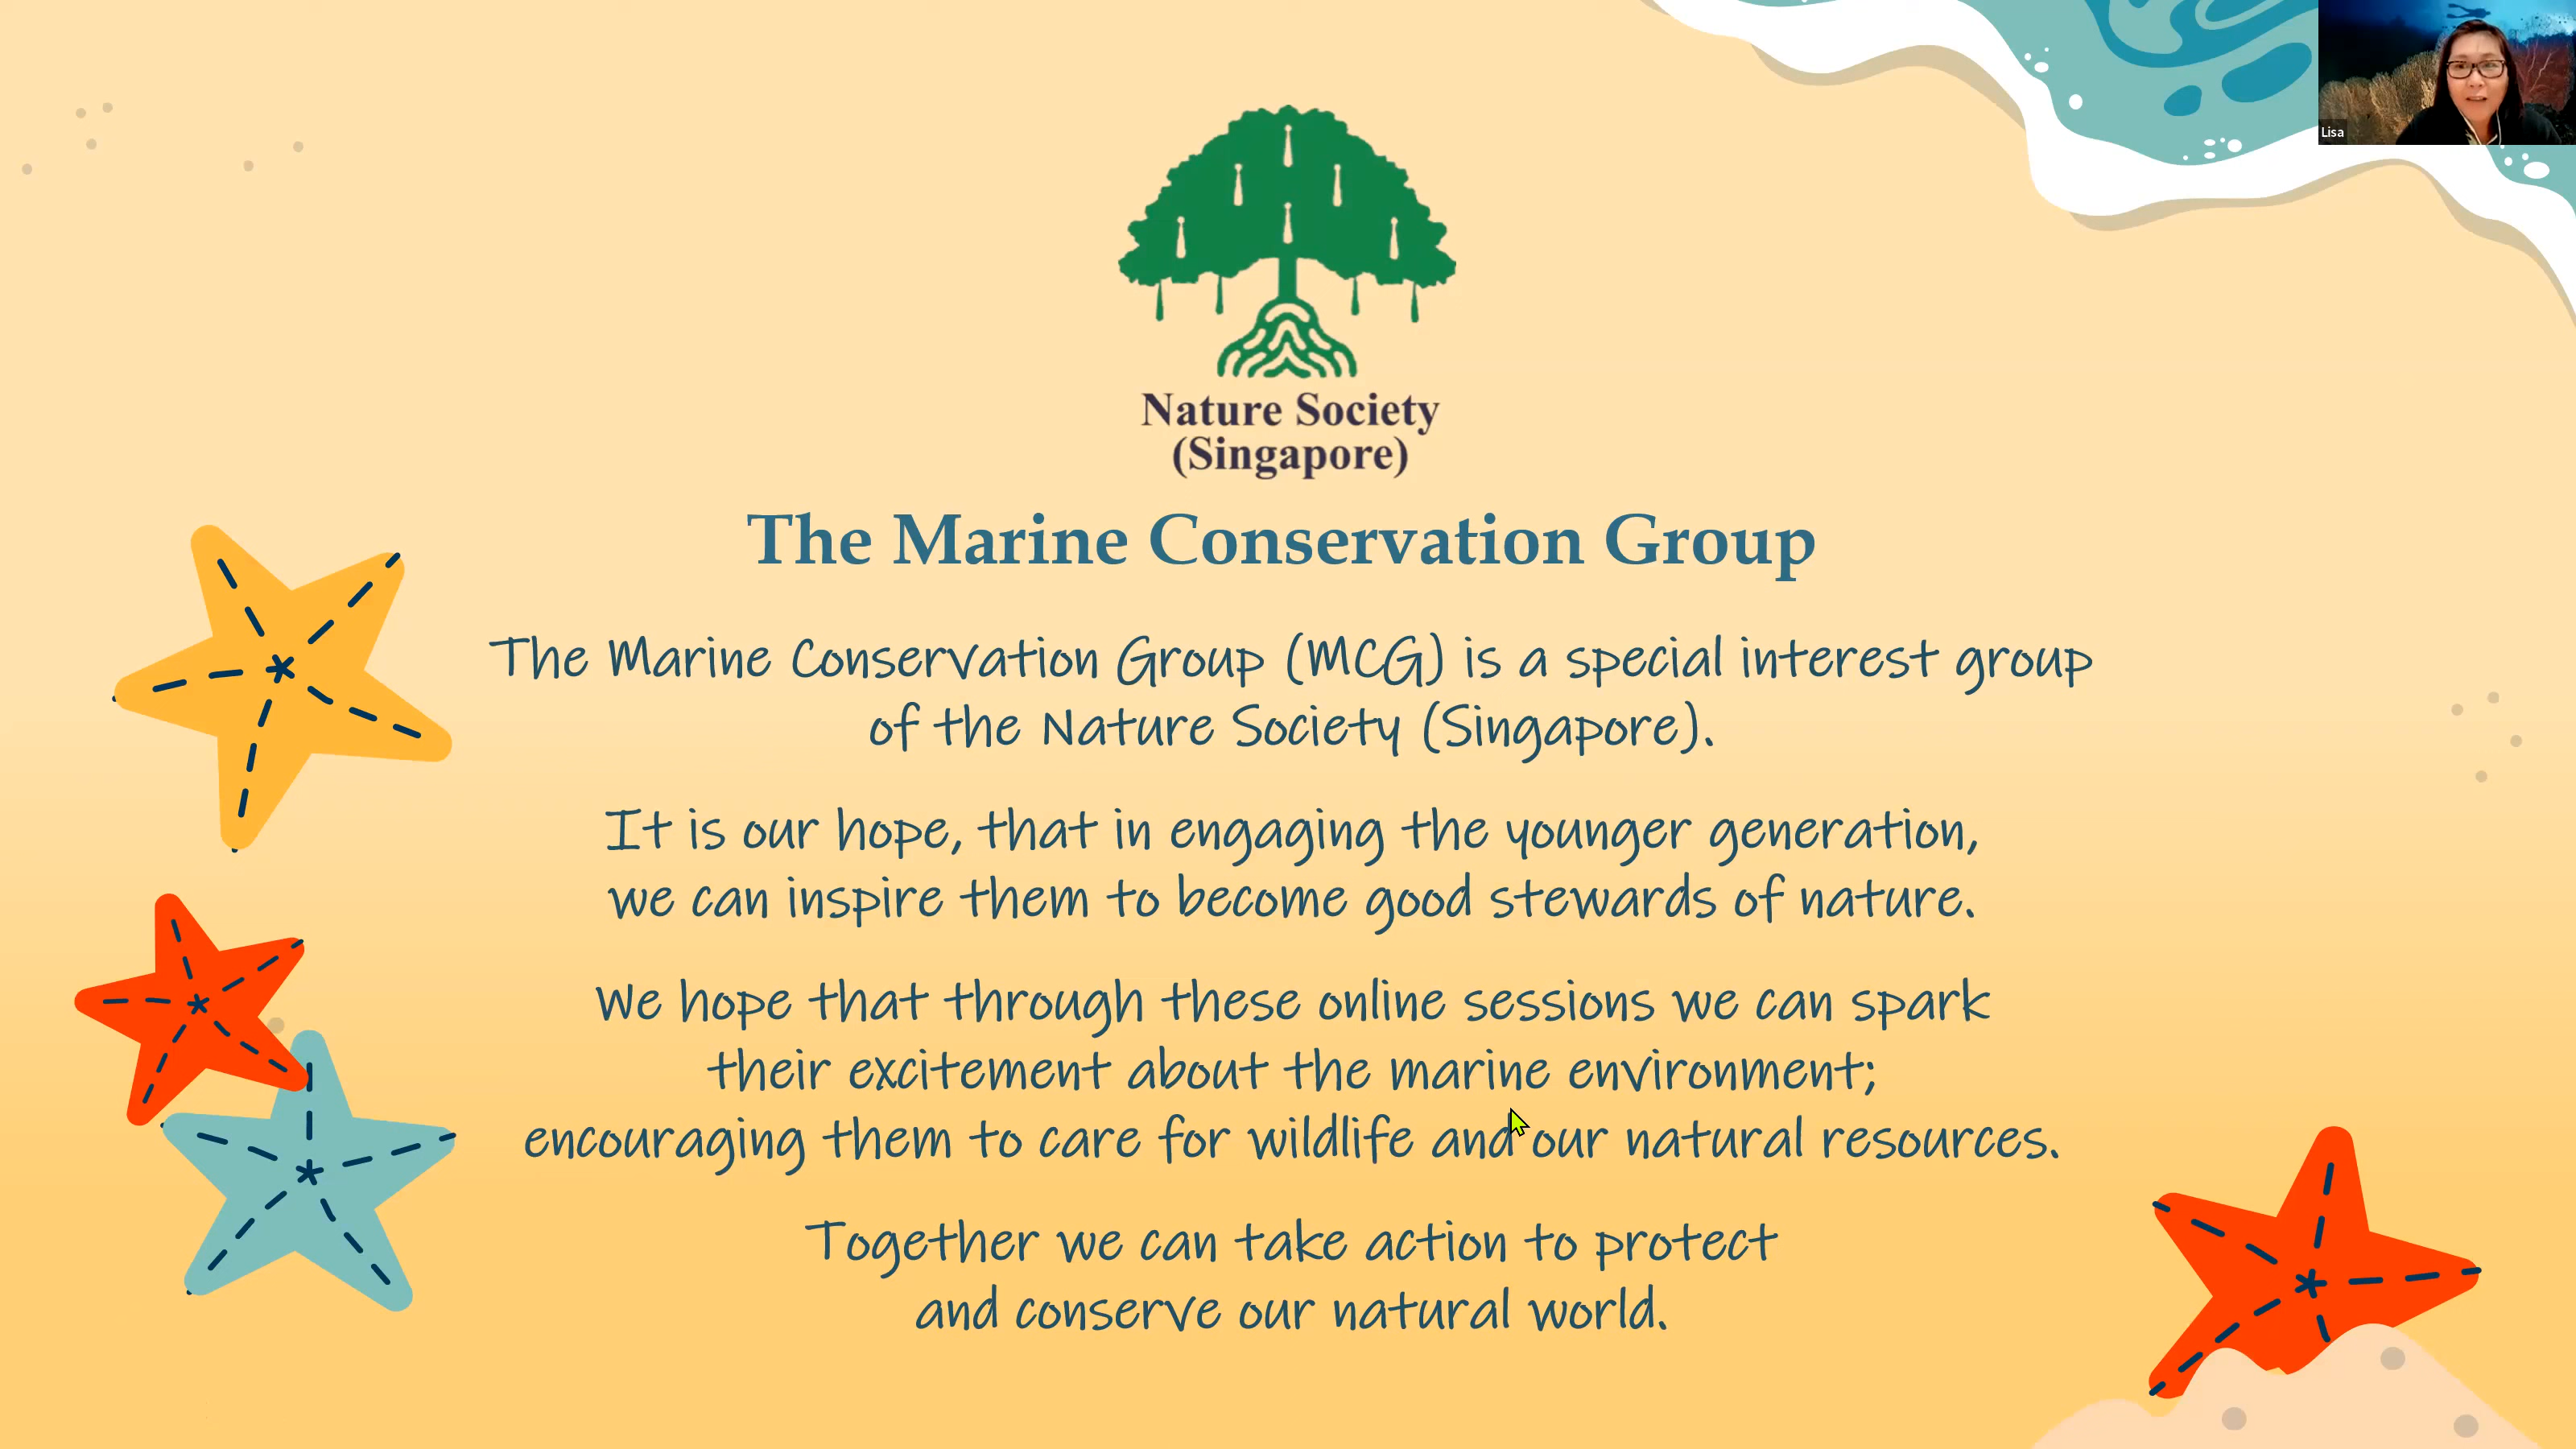 Lisa
Nature Society
(Singapore)
The Marine Conservation Group
The Marine Conservation Group (MCG) is a special interest group
of the Nature Society (Singapore).
It is our hope, that in engaging the younger generation,
we can inspire them to become good stewards of nature.
We hope that through these online sessions we can spark
their excitement about the marine environment;
encouraging them to care for wildlife and our natural resources.
Together we can take action to protect
and conserve our natural world.